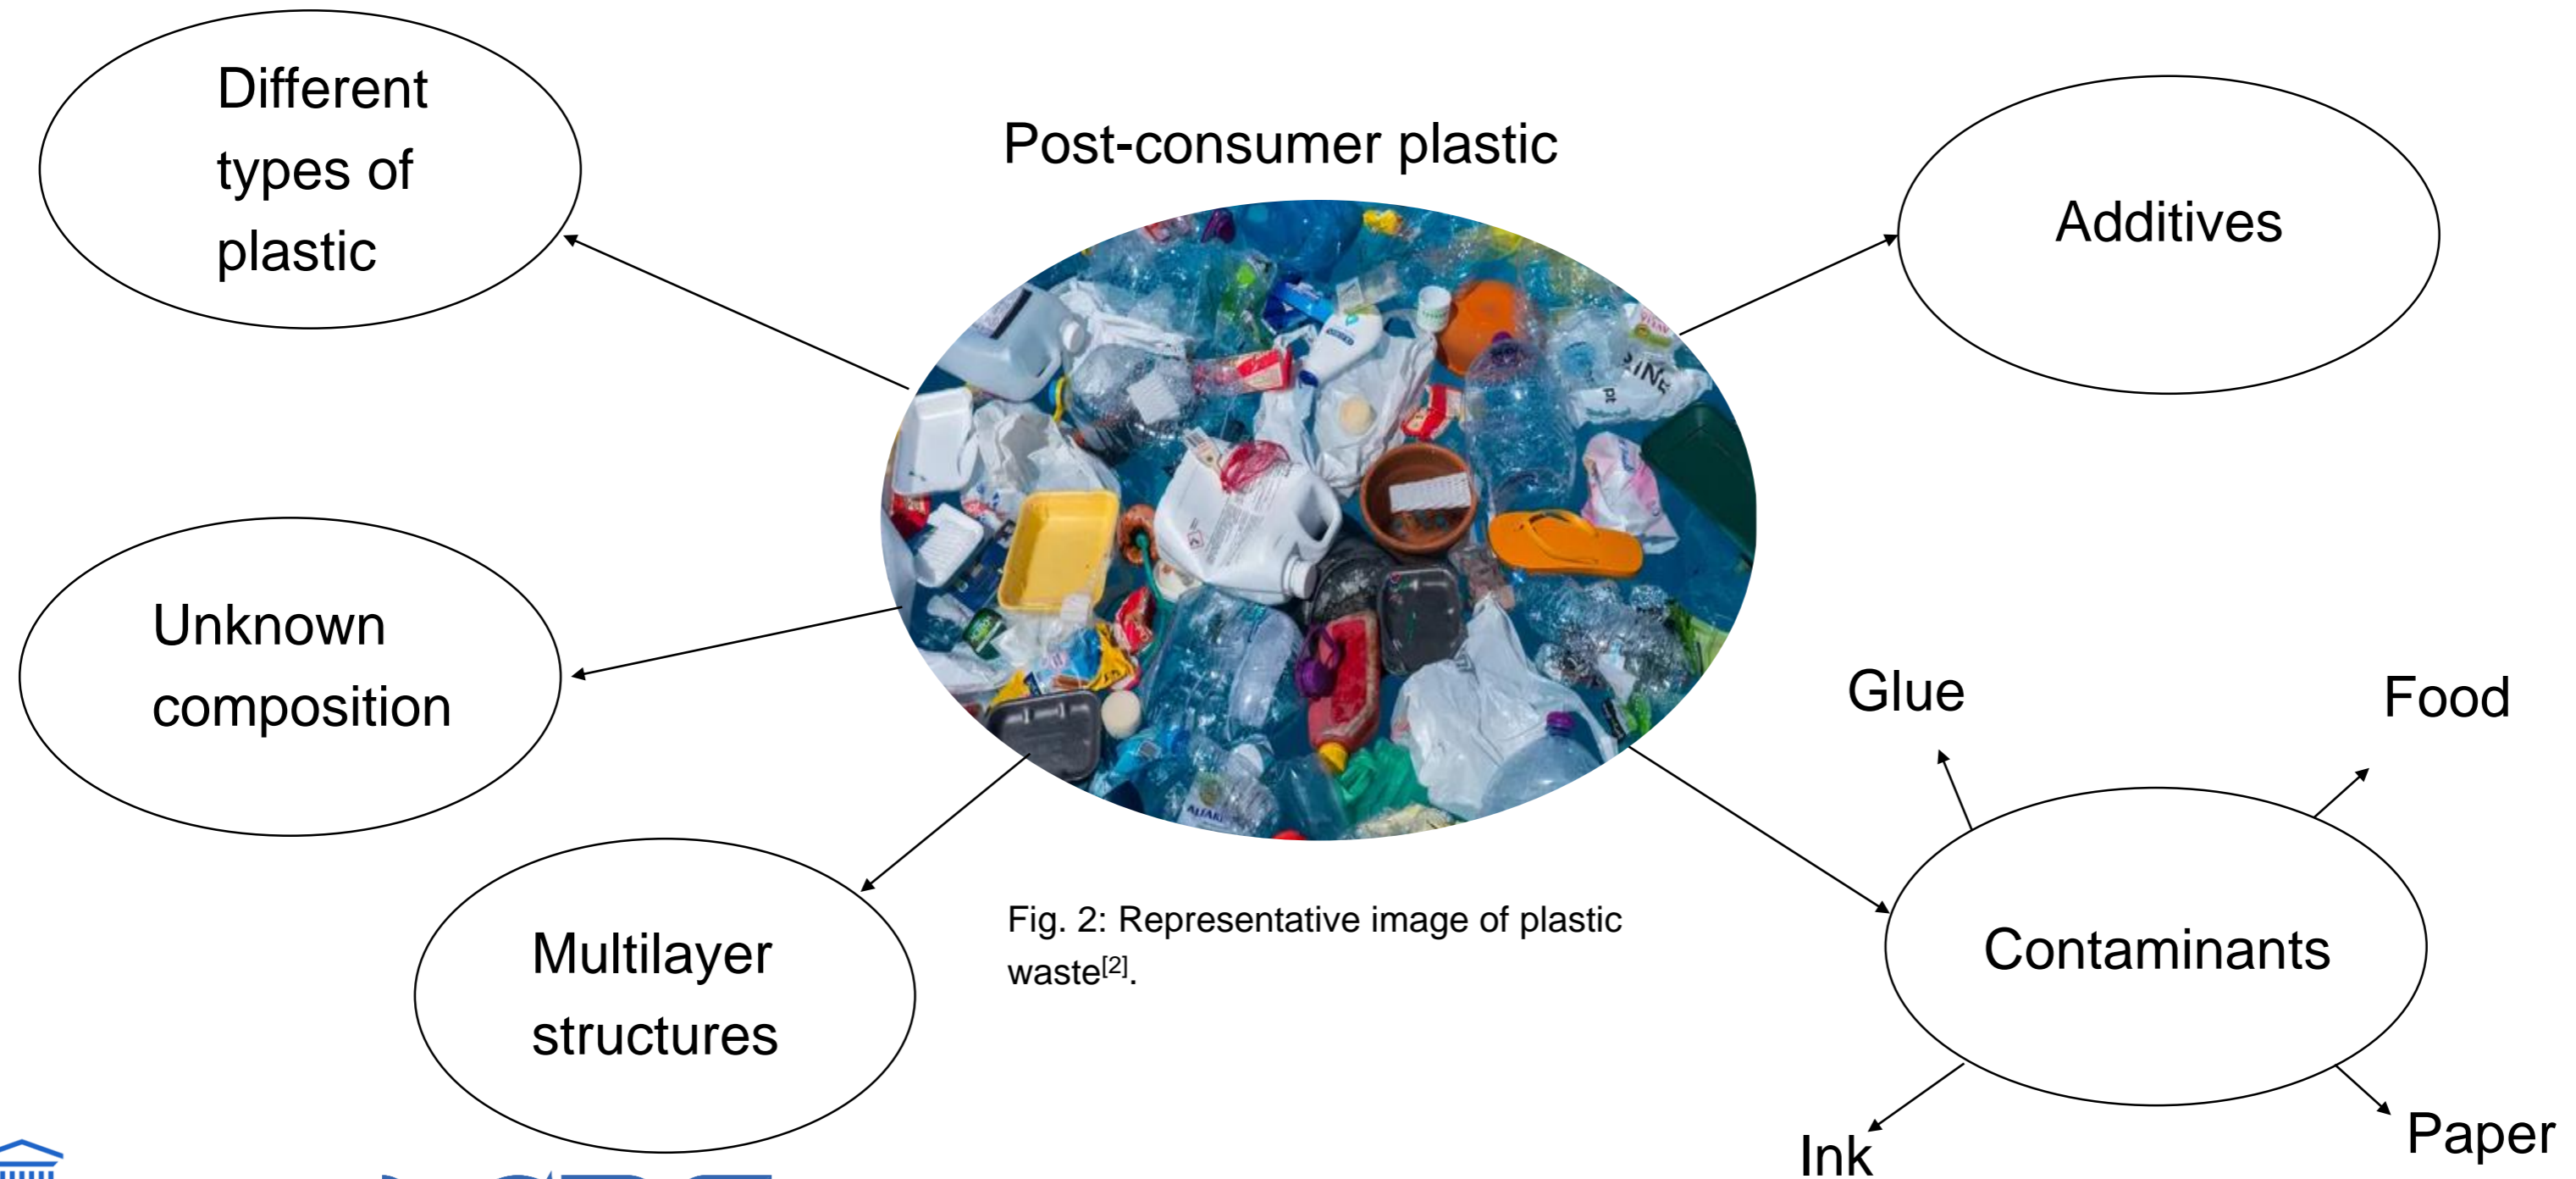 Different
types of
plastic
Post-consumer plastic
Additives
Unknown
composition
Glue
Food
Multilayer
structures
Fig. 2: Representative image of plastic
waste[2].
Contaminants
Ink
Paper